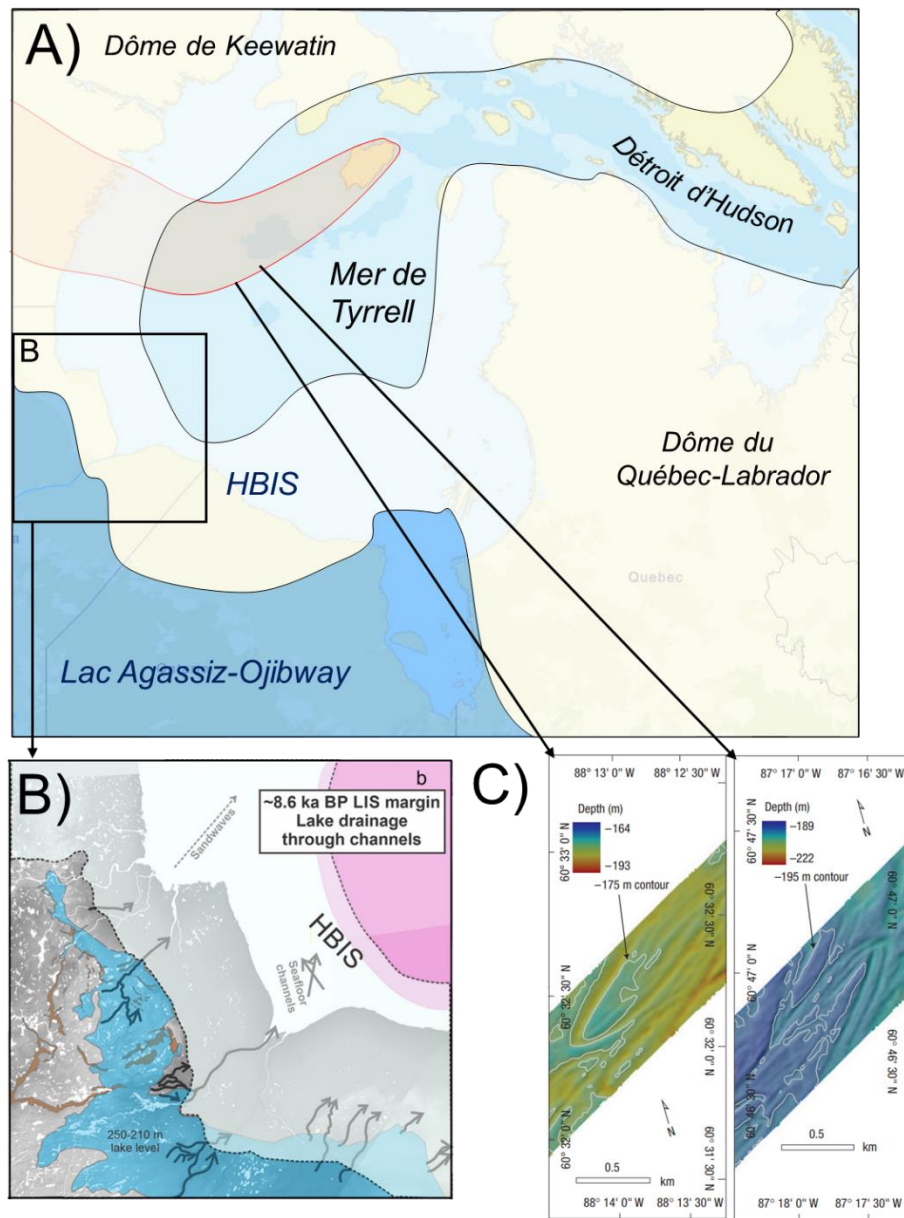 A)
Dôme de Keewatin
Détroit d'Hudson
Mer de
Tyrrell
B
Dôme du
Québec-Labrador
HBIS
Quebec
Lac Agassiz-Ojibway
B)
b
~8.6 ka BP LIS margin
Lake drainage
through channels
Sandwaves
HBIS
Seafloor
channels
250-210 m
lake level
C)
88° 13' 0" W 88° 12' 30" W
Depth (m)
-164
-193
-175 m contour
N
60° 33' 0" N
60° 32' 30" N
60° 32' 30" N
60° 32' 0" N
60° 32' 0" N
60° 31' 30" N
0.5
km
88° 14' 0" W 88° 13' 30" W
87° 17' 0" W 87° 16' 30" W
Depth (m)
-189
-222
-195 m contour
N
60° 47' 30" N
60° 47' 0" N
60° 47' 0" N
60° 46' 30" N
60° 46' 30" N
0.5
km
87° 18' 0" W 87° 17' 30" W